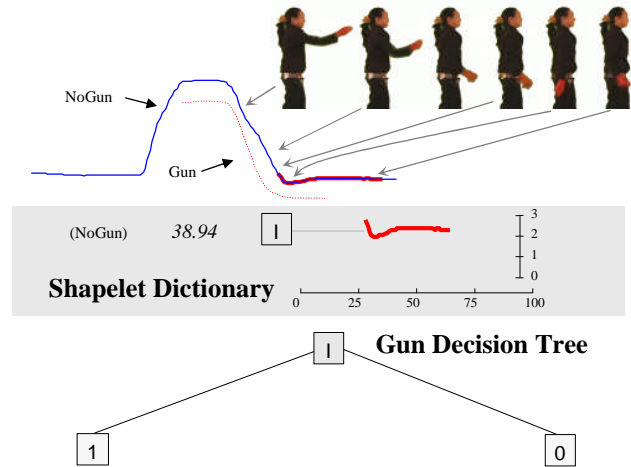 NoGun
Gun
(NoGun) 38.94 I
3
2
1
0
Shapelet Dictionary
0 25 50 75 100
I Gun Decision Tree
1 0